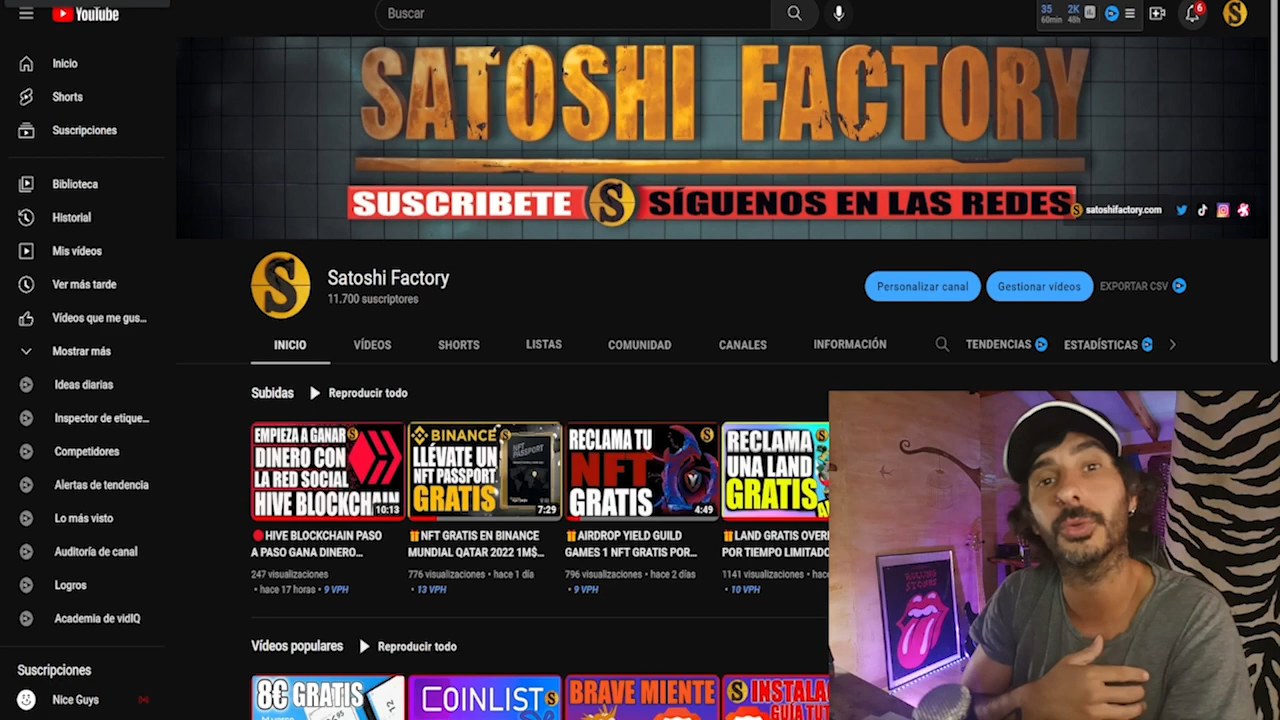 YouTube
Buscar
35
60min
2K
48h
6
Inicio
Shorts
Suscripciones
Biblioteca
Historial
Mis vídeos
Ver más tarde
Vídeos que me gus...
Mostrar más
Ideas diarias
Inspector de etique...
Competidores
Alertas de tendencia
Lo más visto
Auditoría de canal
Logros
Academia de vidIQ
Suscripciones
Nice Guys
SATOSHI FACTORY
SUSCRIBETE S SÍGUENOS EN LAS REDES
satoshifactory.com
Satoshi Factory
11.700 suscriptores
Personalizar canal
Gestionar vídeos
EXPORTAR CSV
INICIO
VÍDEOS
SHORTS
LISTAS
COMUNIDAD
CANALES
INFORMACIÓN
TENDENCIAS
ESTADÍSTICAS
Subidas
Reproducir todo
EMPIEZA A GANAR
DINERO CON
LA RED SOCIAL
HIVE BLOCKCHAIN
10:13
HIVE BLOCKCHAIN PASO
A PASO GANA DINERO...
247 visualizaciones
• hace 17 horas • 9 VPH
BINANCE
LLÉVATE UN
NFT PASSPORT
GRATIS
NFT
PASSPORT
7:29
NFT GRATIS EN BINANCE
MUNDIAL QATAR 2022 1M$...
776 visualizaciones • hace 1 día
• 13 VPH
RECLAMA TU
NFT
GRATIS
4:49
AIRDROP YIELD GUILD
GAMES 1 NFT GRATIS POR...
796 visualizaciones • hace 2 días
• 9 VPH
RECLAMA
UNA LAND
GRATIS
LAND GRATIS OVER
POR TIEMPO LIMITADO
1141 visualizaciones • hac
• 10 VPH
Vídeos populares
Reproducir todo
8€ GRATIS
COINLIST
BRAVE MIENTE
INSTALA
GUÍA TUT
ROLLING
STONES